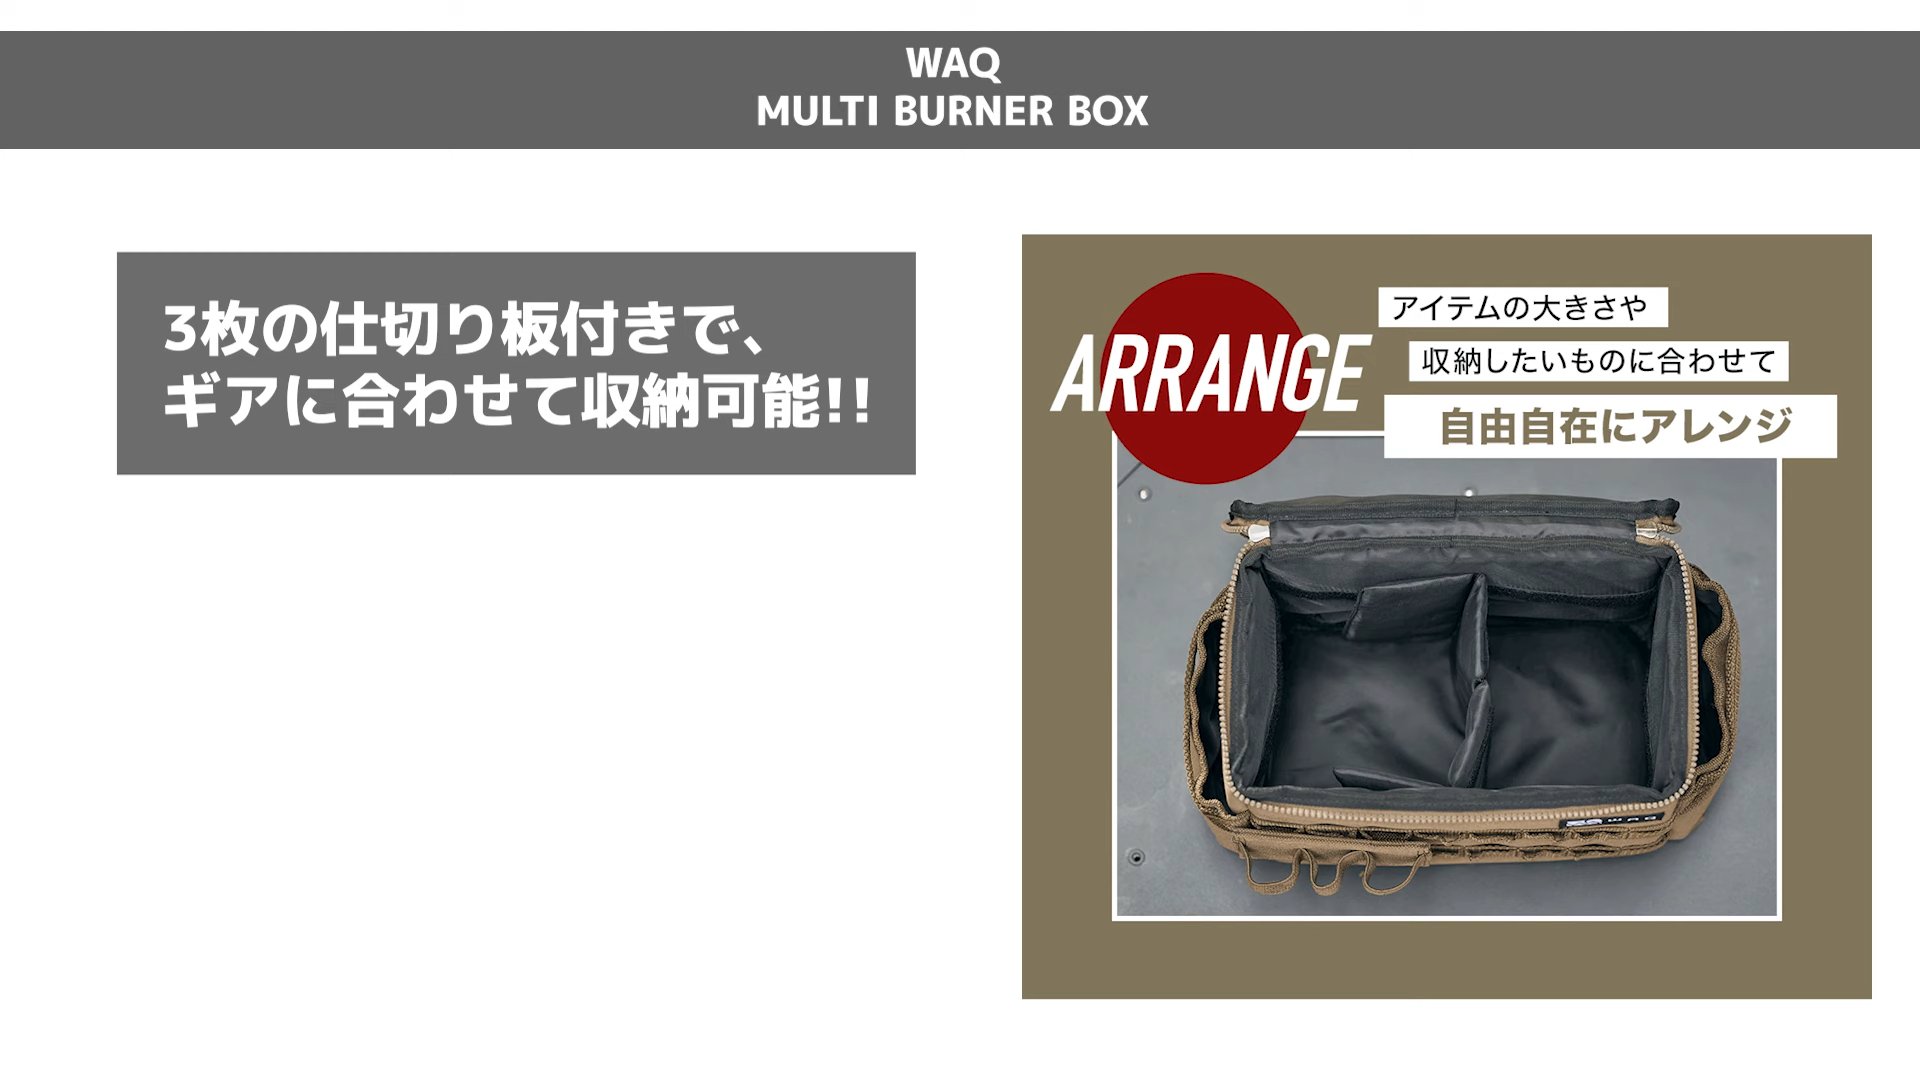 WAQ
MULTI BURNER BOX
3枚の仕切り板付きで、
ギアに合わせて収納可能!!
ARRANGE
アイテムの大きさや
収納したいものに合わせて
自由自在にアレンジ
WAQ